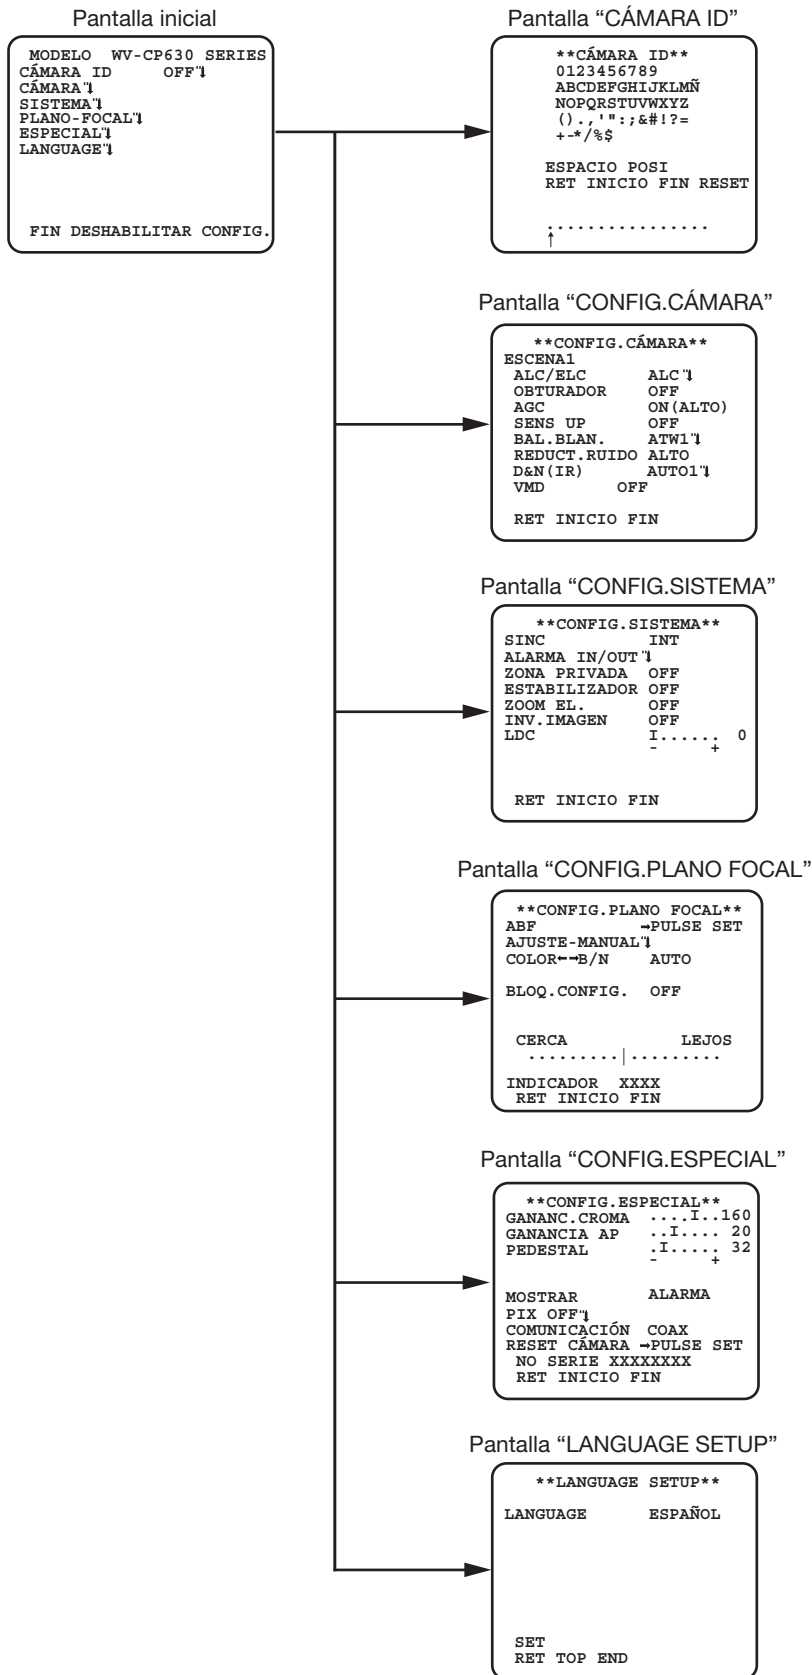 Pantalla inicial
MODELO WV-CP630 SERIES
CÁMARA ID OFF
CÁMARA
SISTEMA
PLANO-FOCAL
ESPECIAL
LANGUAGE
FIN DESHABILITAR CONFIG.
Pantalla “CÁMARA ID”
**CÁMARA ID**
0123456789
ABCDEFGHIJKLMÑ
NOPQRSTUVWXYZ
().,'":;&#!?=
+-*/%$
ESPACIO POSI
RET INICIO FIN RESET
................
↑
Pantalla “CONFIG.CÁMARA”
**CONFIG.CÁMARA**
ESCENA1
ALC/ELC ALC
OBTURADOR OFF
AGC ON(ALTO)
SENS UP OFF
BAL.BLAN. ATW1
REDUCT.RUIDO ALTO
D&N(IR) AUTO1
VMD OFF
RET INICIO FIN
Pantalla “CONFIG.SISTEMA”
**CONFIG.SISTEMA**
SINC INT
ALARMA IN/OUT
ZONA PRIVADA OFF
ESTABILIZADOR OFF
ZOOM EL. OFF
INV.IMAGEN OFF
LDC I...... 0
- +
RET INICIO FIN
Pantalla “CONFIG.PLANO FOCAL”
**CONFIG.PLANO FOCAL**
ABF →PULSE SET
AJUSTE-MANUAL
COLOR←→B/N AUTO
BLOQ.CONFIG. OFF
CERCA LEJOS
.........|.........
INDICADOR XXXX
RET INICIO FIN
Pantalla “CONFIG.ESPECIAL”
**CONFIG.ESPECIAL**
GANANC.CROMA ....I..160
GANANCIA AP ..I.... 20
PEDESTAL .I..... 32
- +
MOSTRAR ALARMA
PIX OFF
COMUNICACIÓN COAX
RESET CÁMARA →PULSE SET
NO SERIE XXXXXXXX
RET INICIO FIN
Pantalla “LANGUAGE SETUP”
**LANGUAGE SETUP**
LANGUAGE ESPAÑOL
SET
RET TOP END